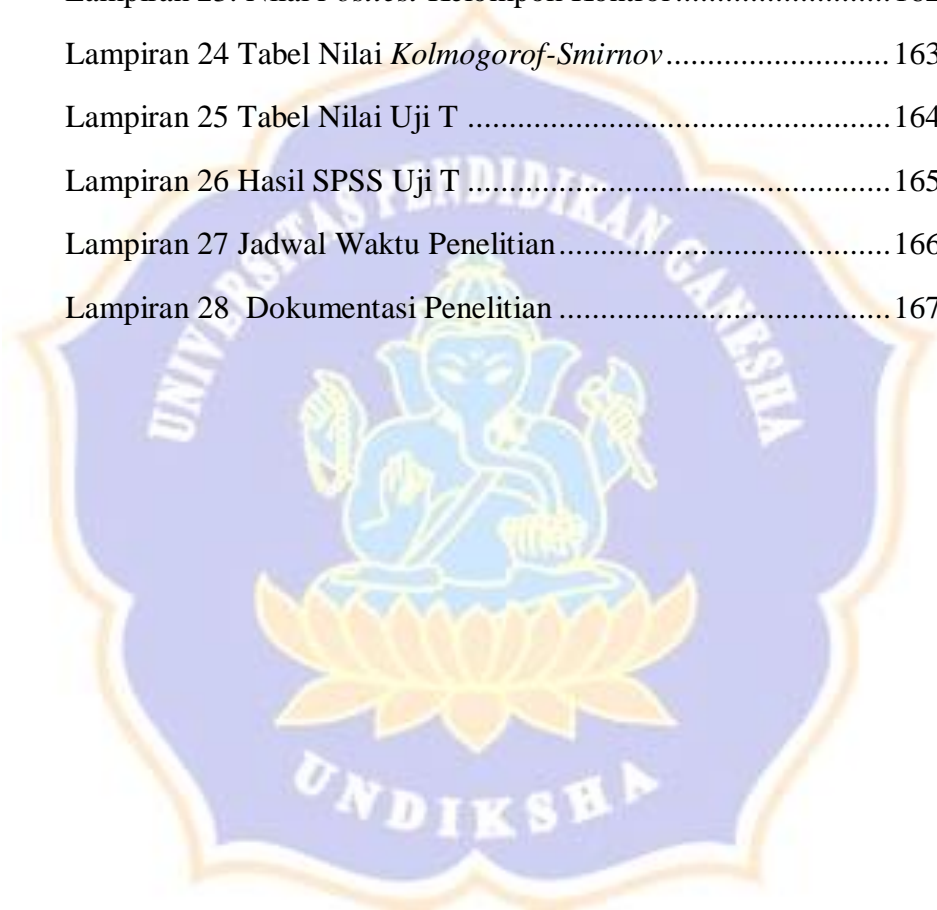 Lampiran 24 Tabel Nilai Kolmogorof-Smirnov........................... 163
Lampiran 25 Tabel Nilai Uji T ................................................... 164
Lampiran 26 Hasil SPSS Uji T ................................................... 165
Lampiran 27 Jadwal Waktu Penelitian........................................ 166
Lampiran 28  Dokumentasi Penelitian ........................................ 167
UNIVERSITAS PENDIDIKAN GANESHA
UNDIKSHA